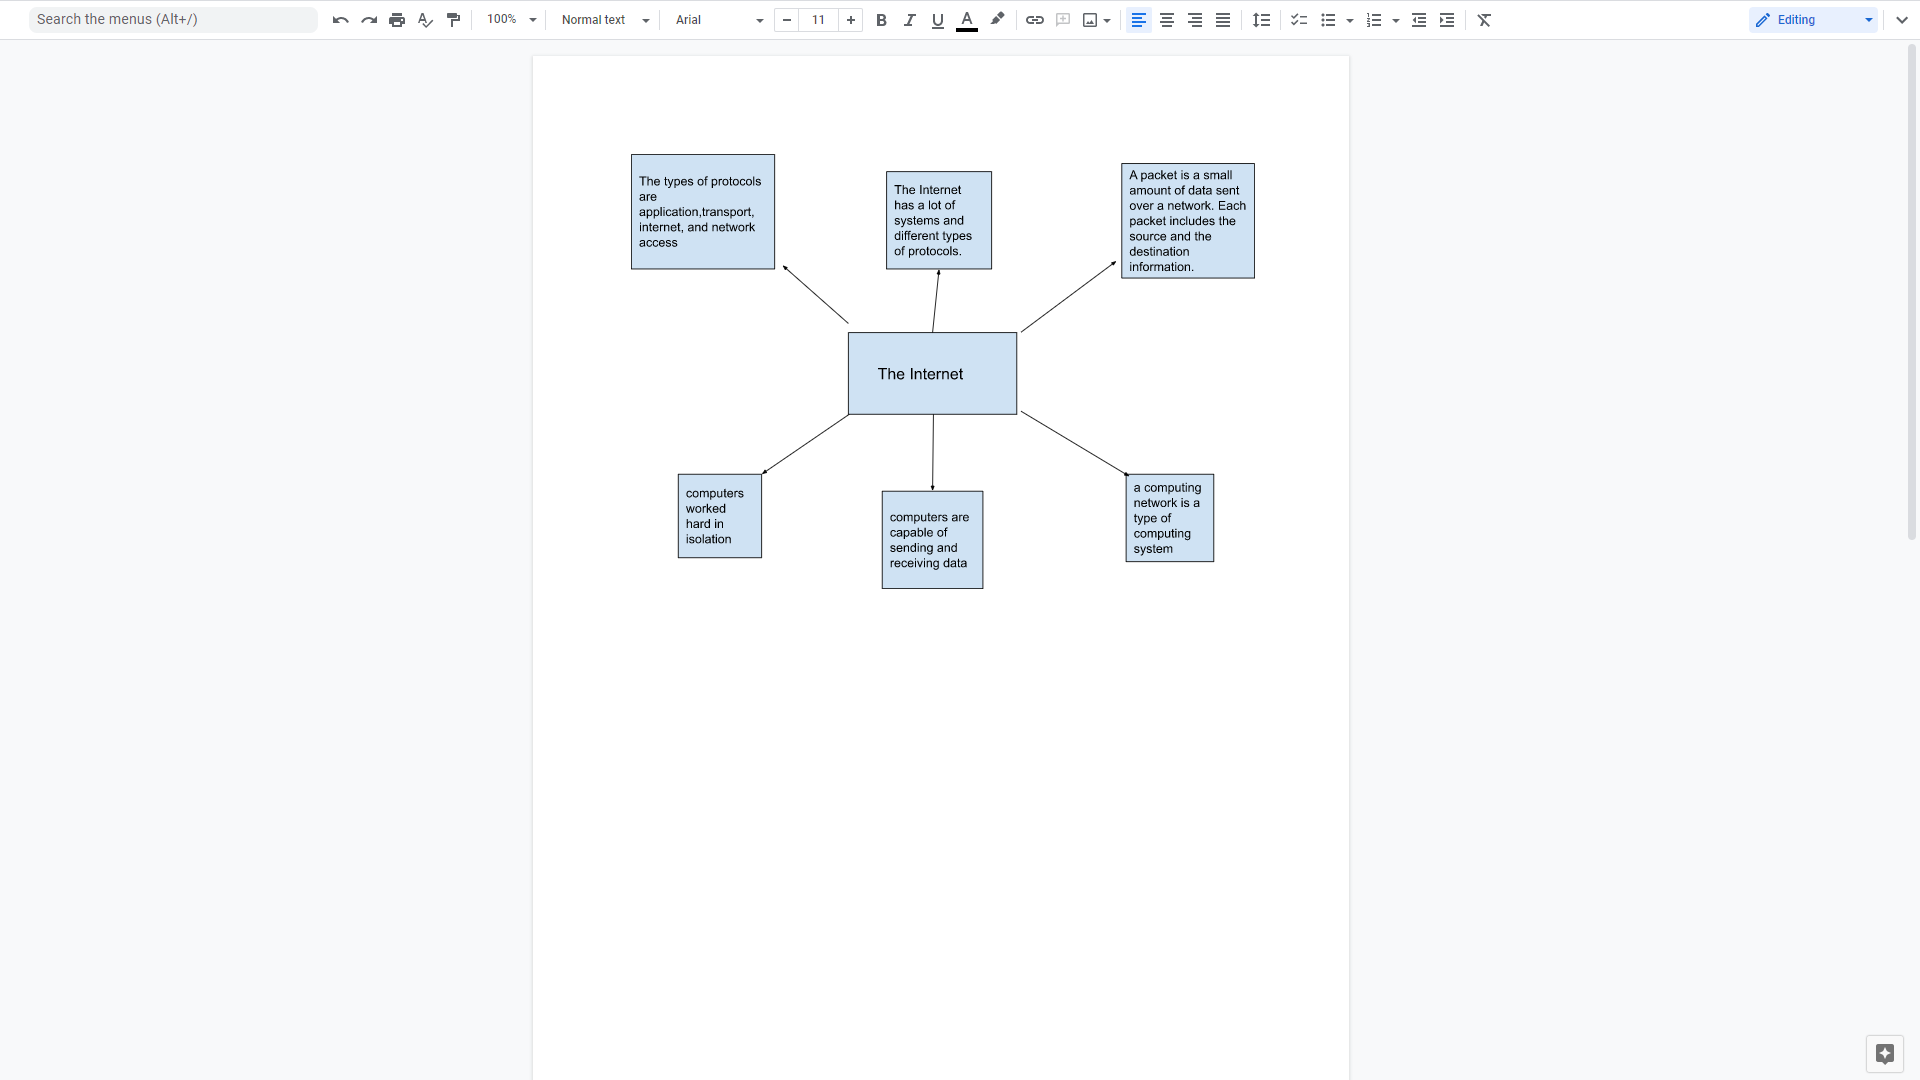 Search the menus (Alt+/)
100%
Normal text
Arial
11
Editing
The types of protocols
are
application,transport,
internet, and network
access
The Internet
has a lot of
systems and
different types
of protocols.
A packet is a small
amount of data sent
over a network. Each
packet includes the
source and the
destination
information.
The Internet
computers
worked
hard in
isolation
computers are
capable of
sending and
receiving data
a computing
network is a
type of
computing
system